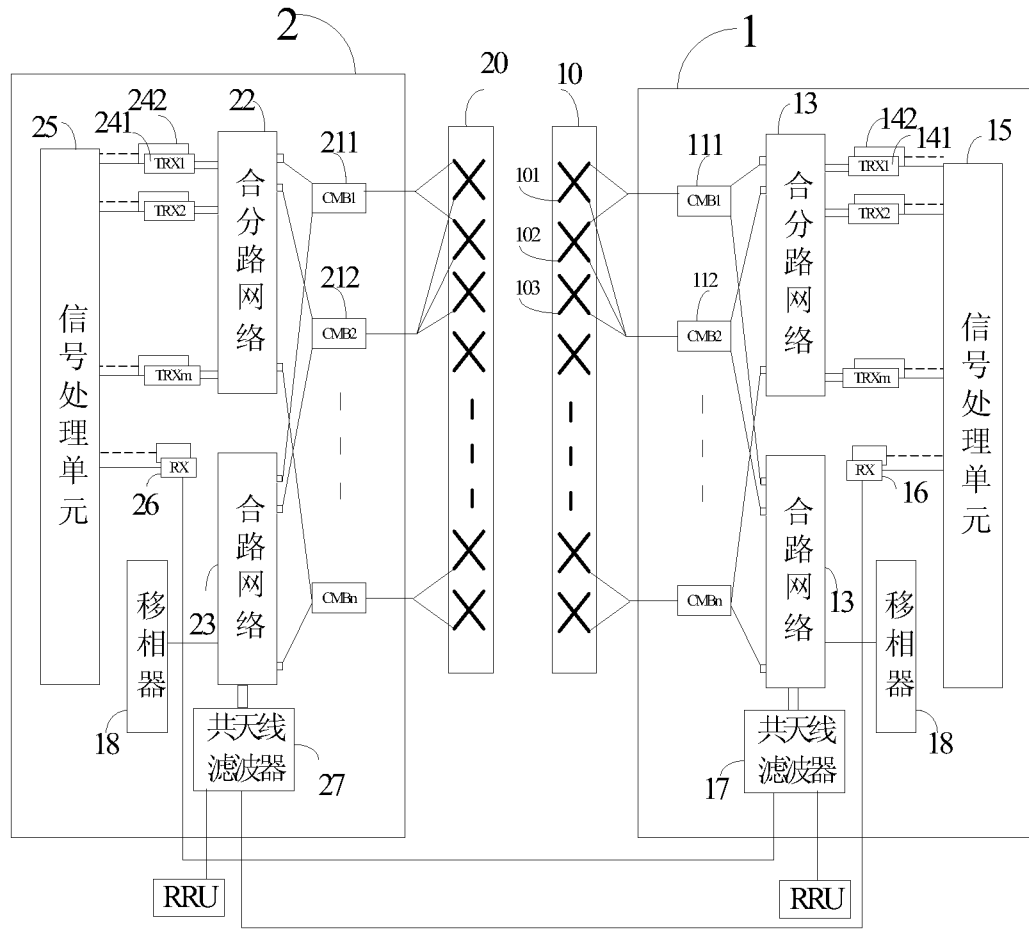 2
1
20
10
242
22
241
25
13
142
141
15
211
111
TRX1
TRX1
CMB1
CMB1
101
TRX2
TRX2
合分路网络
合分路网络
102
212
112
103
CMB2
CMB2
信号处理单元
信号处理单元
TRXm
TRXm
RX
RX
26
16
合路网络
合路网络
CMBn
CMBn
23
13
移相器
移相器
18
18
共天线
滤波器
共天线
滤波器
27
17
RRU
RRU